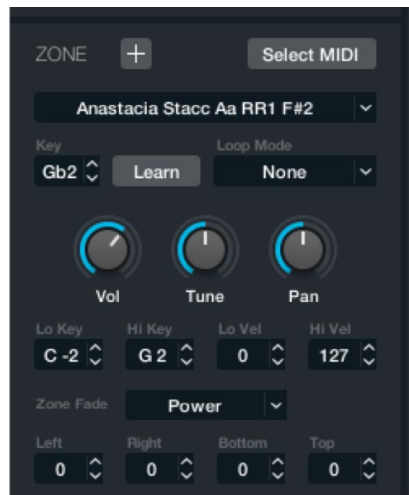 ZONE + Select MIDI
Anastacia Stacc Aa RR1 F#2
Key Loop Mode
Gb2 Learn None
Vol Tune Pan
Lo Key Hi Key Lo Vel Hi Vel
C -2 G 2 0 127
Zone Fade Power
Left Right Bottom Top
0 0 0 0